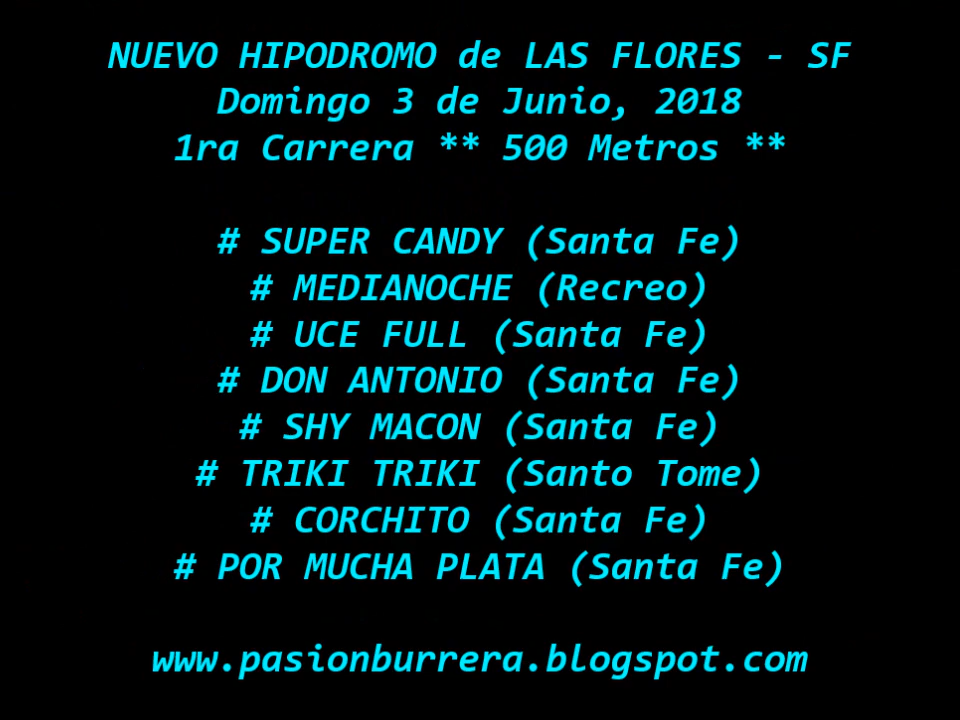 NUEVO HIPODROMO de LAS FLORES - SF
Domingo 3 de Junio, 2018
1ra Carrera ** 500 Metros **
# SUPER CANDY (Santa Fe)
# MEDIANOCHE (Recreo)
# UCE FULL (Santa Fe)
# DON ANTONIO (Santa Fe)
# SHY MACON (Santa Fe)
# TRIKI TRIKI (Santo Tome)
# CORCHITO (Santa Fe)
# POR MUCHA PLATA (Santa Fe)
www.pasionburrera.blogspot.com